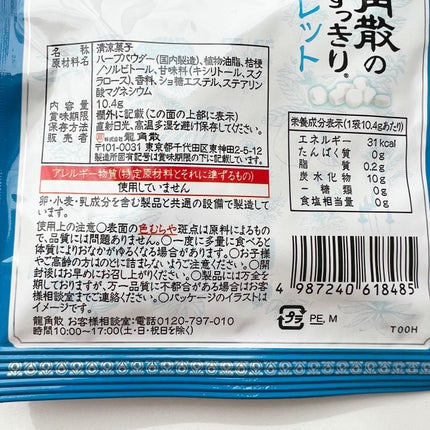 角散の
すっきり®
レット
名称 清涼菓子
原材料名 ハーブパウダー(国内製造)、植物油脂、桔梗
/ソルビトール、甘味料(キシリトール、スク
ラロース)、香料、ショ糖エステル、ステアリン
酸マグネシウム
内容量 10.4g
賞味期限 欄外に記載(この面の上部に表示)
保存方法 直射日光、高温多湿を避け保存してください。
販売者 ㈱龍角散
〒101-0031 東京都千代田区東神田2-5-12
製造所固有記号は賞味期限の下に記載。
アレルギー物質(特定原材料とそれに準ずるもの)
使用していません
卵・小麦・乳成分を含む製品と共通の設備で製造して
います。
栄養成分表示(1袋10.4gあたり)
エネルギー 31kcal
たんぱく質 0g
脂質 0.2g
炭水化物 10g
-糖類 0g
食塩相当量 0g
使用上の注意〇表面の色むらや斑点は原料によるもの
で、品質には問題ありません。〇一度に多量に食べると
体質によりおなかがゆるくなる場合があります。〇お子様
やご高齢の方はのどに詰まないようご注意ください。〇開
封後はお早めにお召し上がりください。〇製品には万全を
期していますが、万一品質に不都合がある場合はお客様相
談室までご連絡ください。〇パッケージのイラストはイ
メージです。
龍角散 お客様相談室:電話0120-797-010
時間10:00~17:00(土・日・祝日を除く)
4 987240 618485
プラ PE, M
T00H